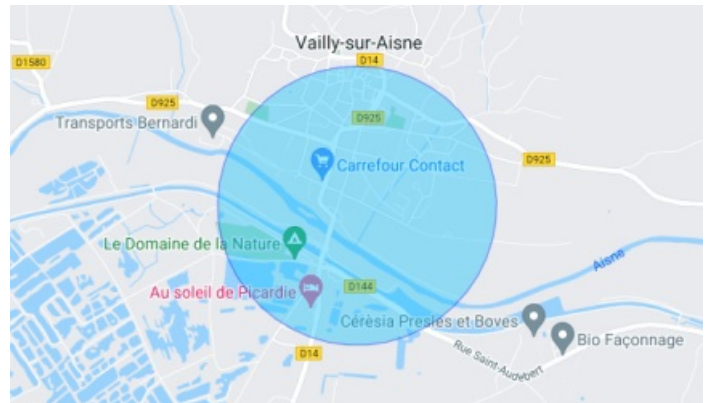 Vailly-sur-Aisne
D1580
D14
D925
D925
Transports Bernardi
D925
Carrefour Contact
Le Domaine de la Nature
Aisne
Au soleil de Picardie
D144
Cérèsia Presles et Boves
Bio Façonnage
D14
Rue Saint-Audebert